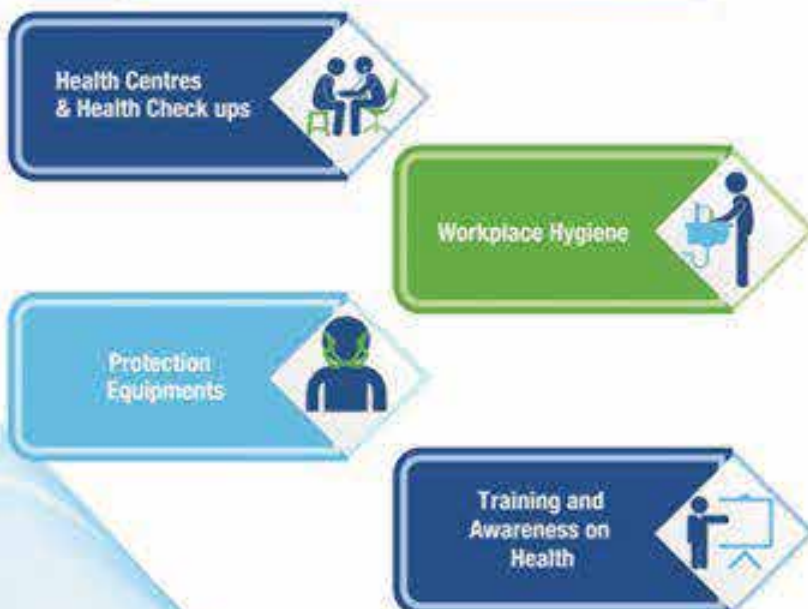 Health Centres
& Health Check ups
Workplace Hygiene
Protection
Equipments
Training and
Awareness on
Health